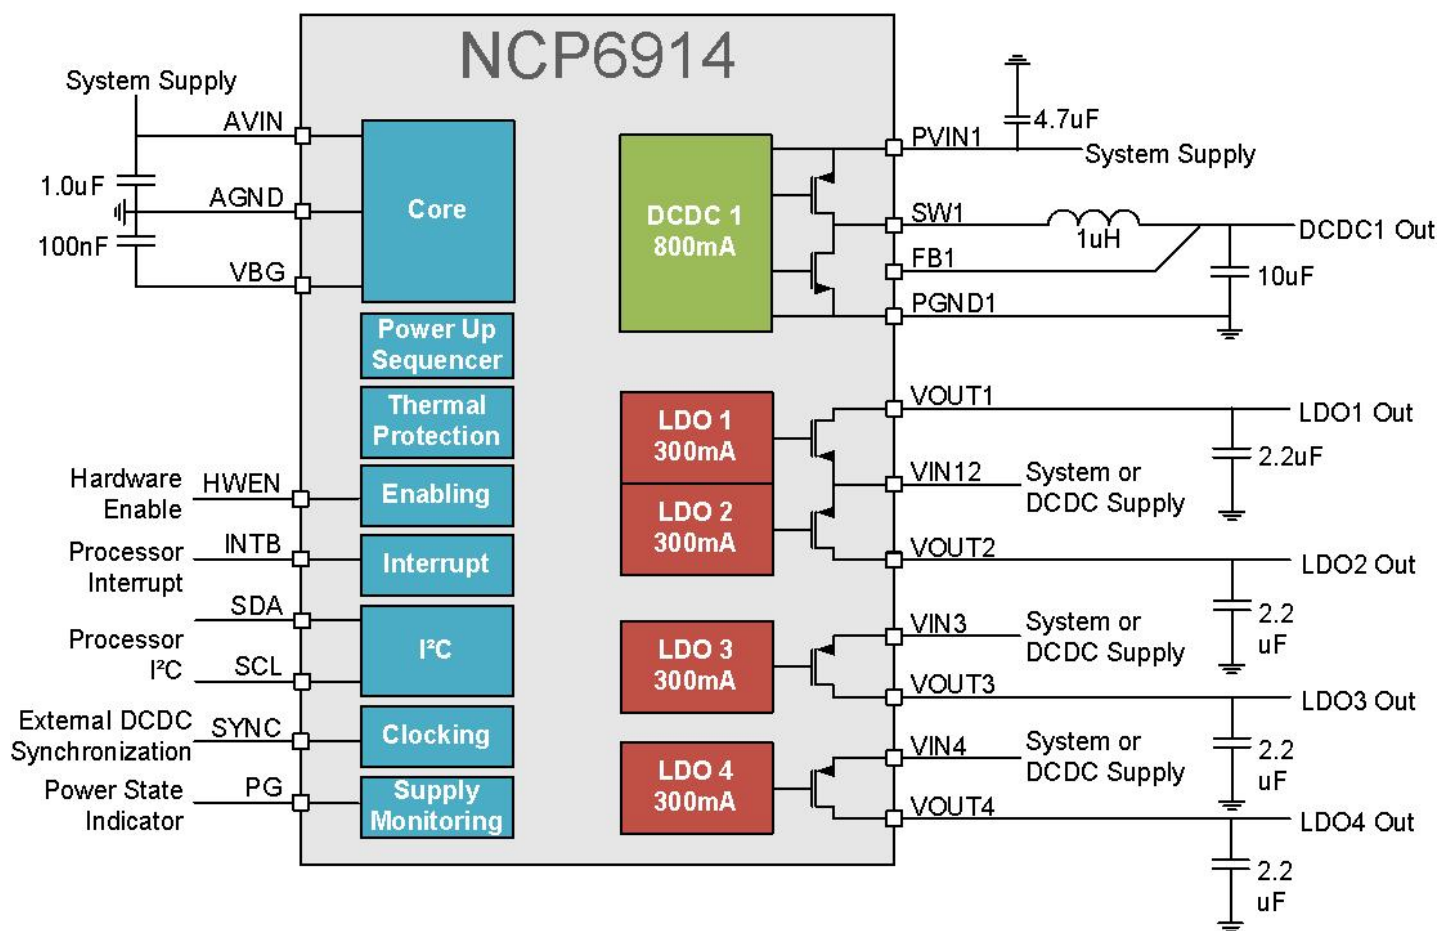 NCP6914
System Supply
AVIN
1.0uF
AGND
100nF
VBG
Core
Power Up
Sequencer
Thermal
Protection
Hardware
Enable
HWEN
Enabling
Processor
Interrupt
INTB
Interrupt
SDA
Processor
I²C
SCL
I²C
External DCDC
Synchronization
SYNC
Clocking
Power State
Indicator
PG
Supply
Monitoring
DCDC 1
800mA
4.7uF
PVIN1
System Supply
SW1
1uH
DCDC1 Out
FB1
10uF
PGND1
LDO 1
300mA
VOUT1
LDO1 Out
2.2uF
VIN12
System or
DCDC Supply
LDO 2
300mA
VOUT2
LDO2 Out
2.2
uF
LDO 3
300mA
VIN3
System or
DCDC Supply
VOUT3
LDO3 Out
2.2
uF
LDO 4
300mA
VIN4
System or
DCDC Supply
VOUT4
LDO4 Out
2.2
uF